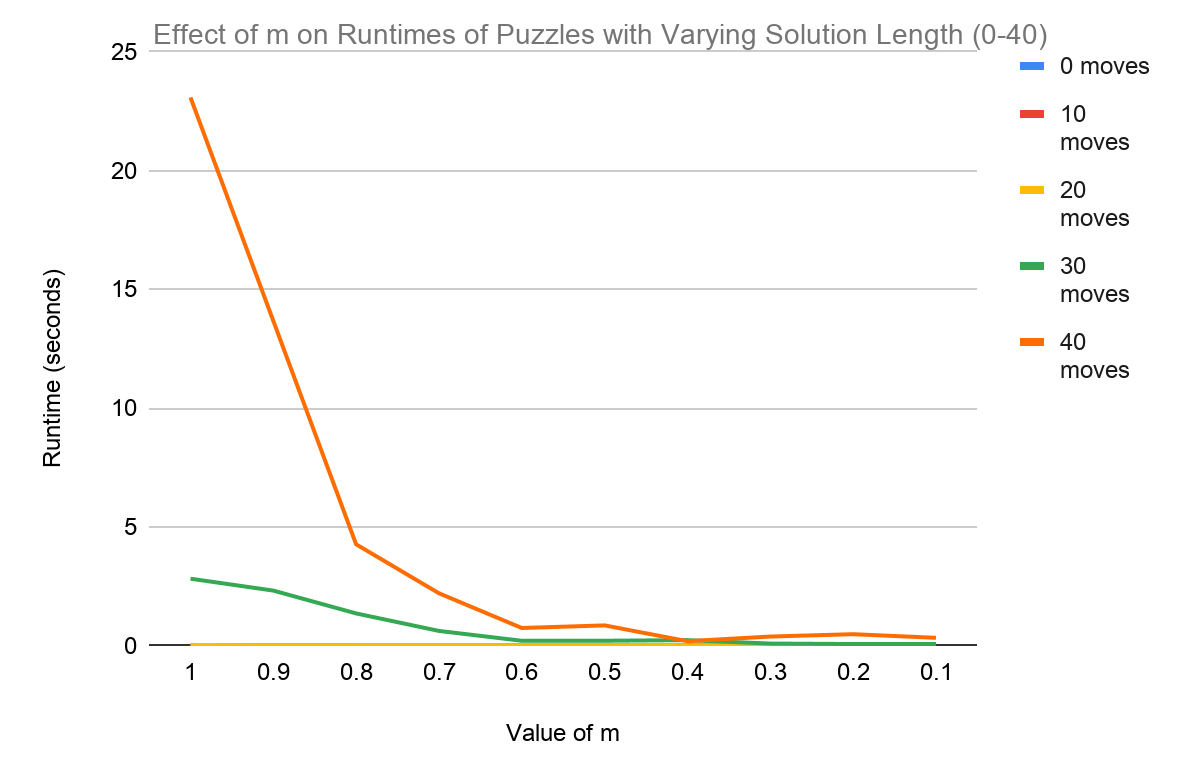 Effect of m on Runtimes of Puzzles with Varying Solution Length (0-40)
25
20
15
10
5
0
Runtime (seconds)
1 0.9 0.8 0.7 0.6 0.5 0.4 0.3 0.2 0.1
Value of m
0 moves
10
moves
20
moves
30
moves
40
moves